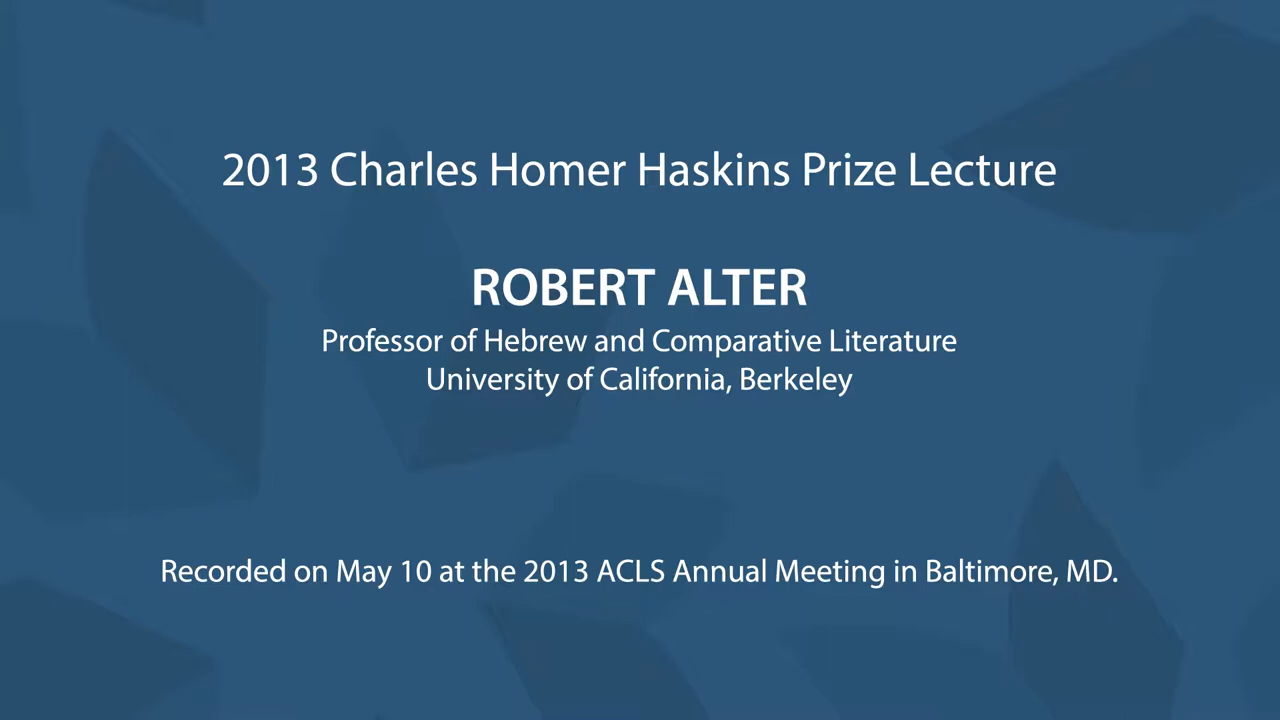 2013 Charles Homer Haskins Prize Lecture
ROBERT ALTER
Professor of Hebrew and Comparative Literature
University of California, Berkeley
Recorded on May 10 at the 2013 ACLS Annual Meeting in Baltimore, MD.